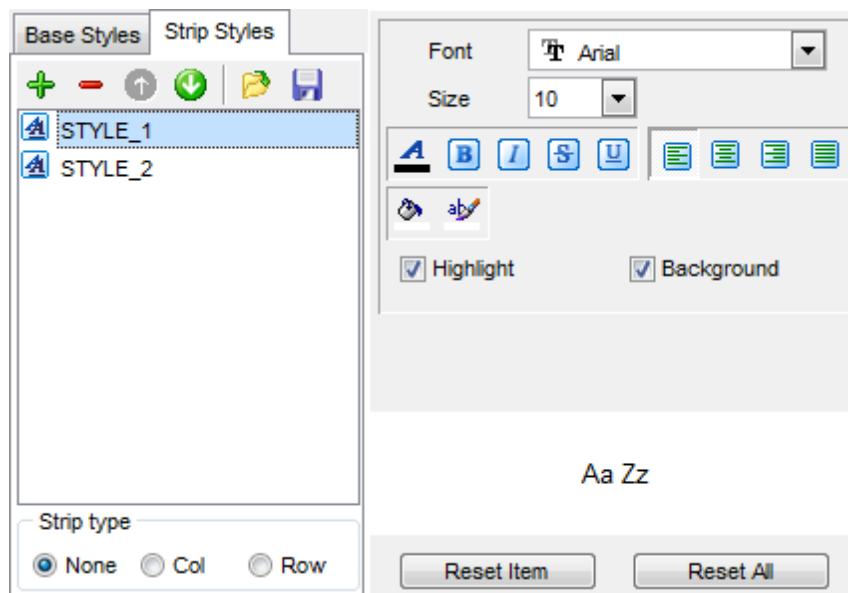 Base Styles
Strip Styles
STYLE_1
STYLE_2
Strip type
None
Col
Row
Font
Arial
Size
10
A B I S U
ab
Highlight
Background
Aa Zz
Reset Item
Reset All